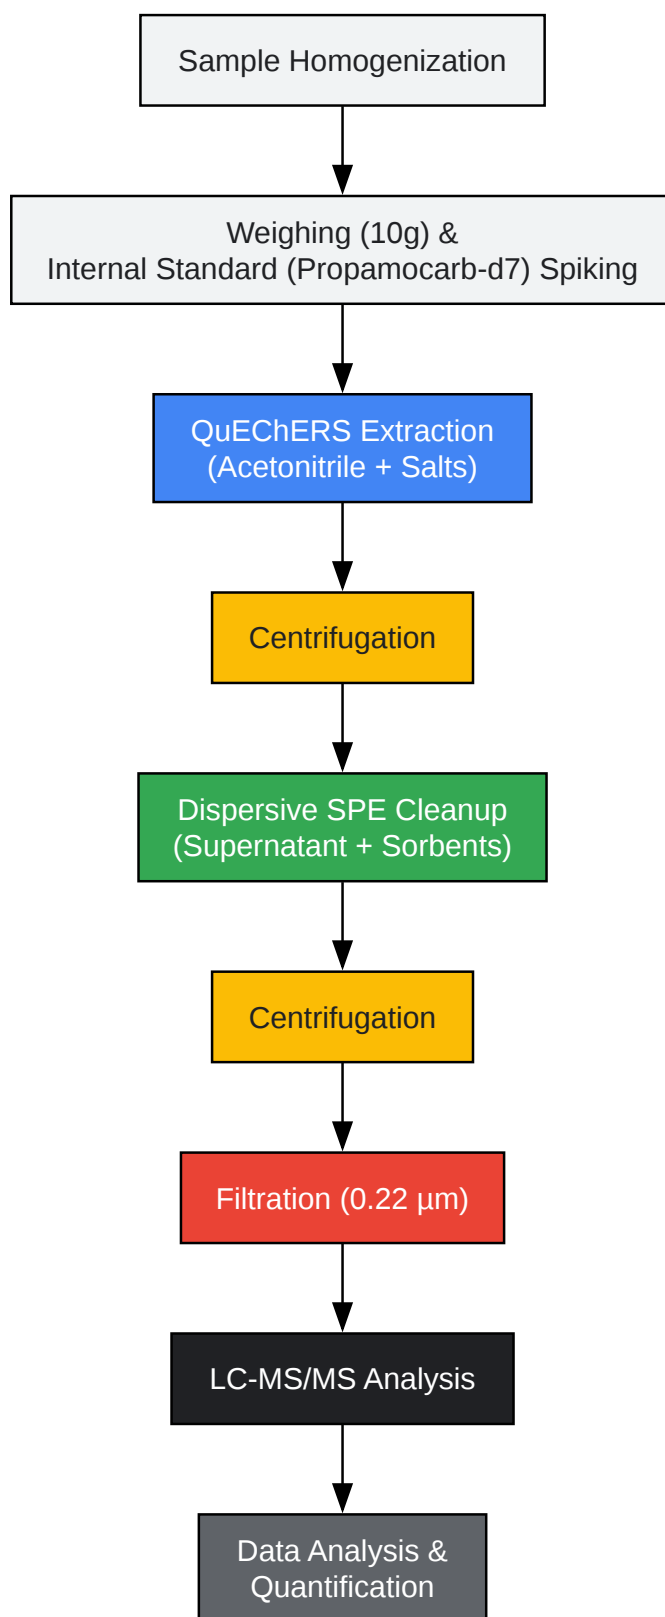 Sample Homogenization
Weighing (10g) &
Internal Standard (Propamocarb-d7) Spiking
QuEChERS Extraction
(Acetonitrile + Salts)
Centrifugation
Dispersive SPE Cleanup
(Supernatant + Sorbents)
Centrifugation
Filtration (0.22 µm)
LC-MS/MS Analysis
Data Analysis &
Quantification